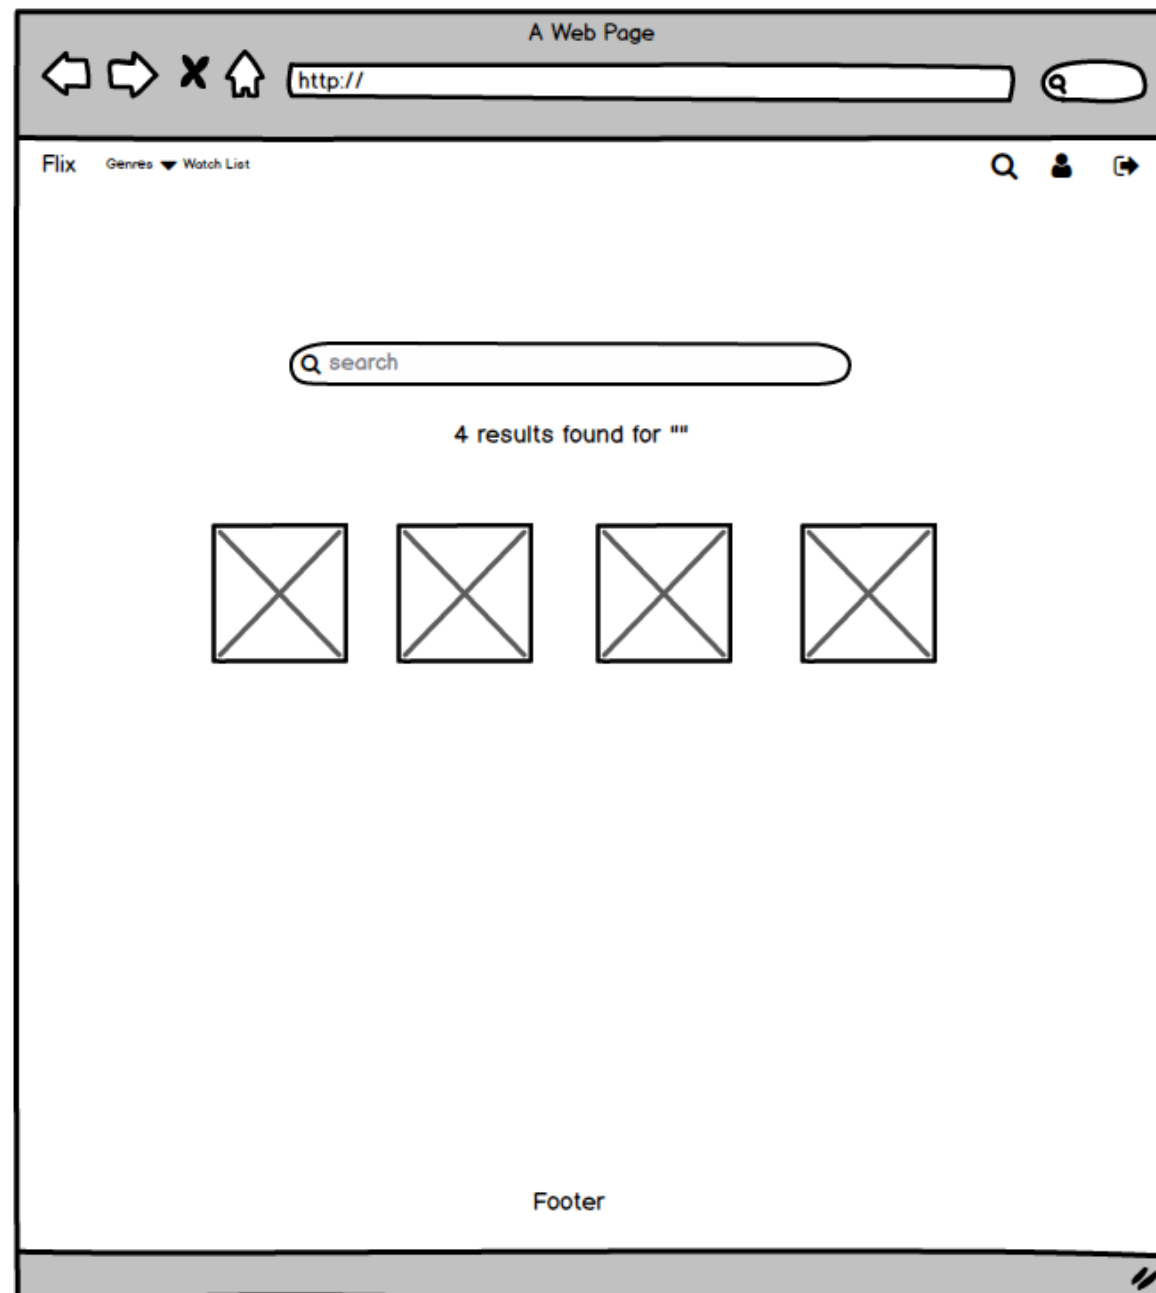 A Web Page
http://
Flix Genres Watch List
search
4 results found for ""
Footer